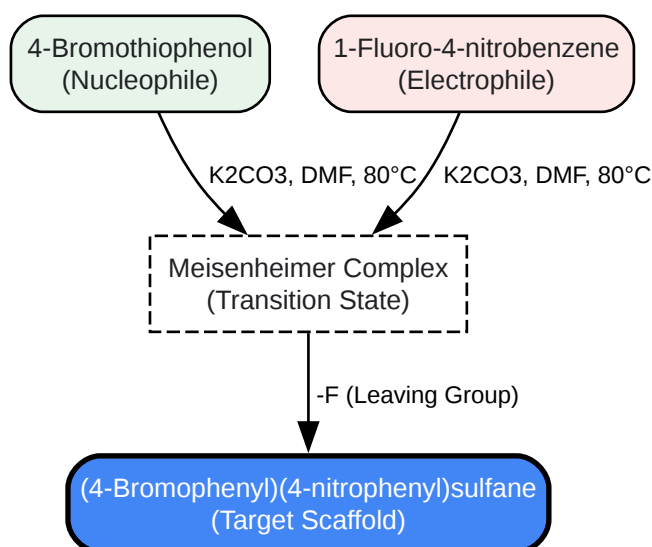 4-Bromothiophenol
(Nucleophile)
1-Fluoro-4-nitrobenzene
(Electrophile)
K2CO3, DMF, 80°C
K2CO3, DMF, 80°C
Meisenheimer Complex
(Transition State)
-F (Leaving Group)
(4-Bromophenyl)(4-nitrophenyl)sulfane
(Target Scaffold)